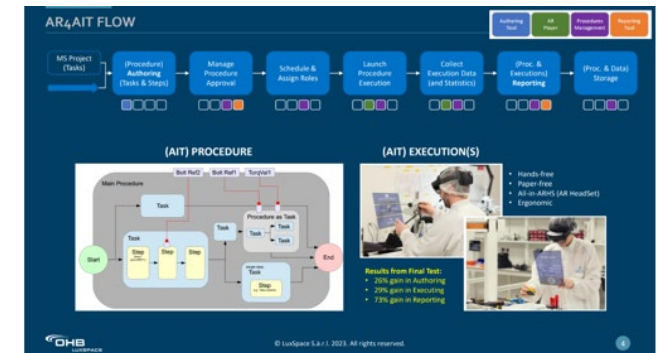 AR4AIT FLOW
Authoring
Tool
AR
Player
Procedures
Management
Reporting
Tool
MS Project
(Tasks)
(Procedure)
Authoring
(Tasks & Steps)
Manage
Procedure
Approval
Schedule &
Assign Roles
Launch
Procedure
Execution
Collect
Execution Data
(and Statistics)
(Proc. &
Executions)
Reporting
(Proc. & Data)
Storage
(AIT) PROCEDURE
Bolt Ref2
Bolt Ref1
TorqVal1
Main Procedure
Task
Procedure as Task
Task
Task
Task
Task
Start
End
Task
Step
Step
Step
Task
Step
(AIT) EXECUTION(S)
• Hands-free
• Paper-free
• All-in-ARHS (AR HeadSet)
• Ergonomic
Results from Final Test:
• 26% gain in Authoring
• 29% gain in Executing
• 73% gain in Reporting
OHB
LUXSPACE
© LuxSpace S.à r.l. 2023. All rights reserved.
4